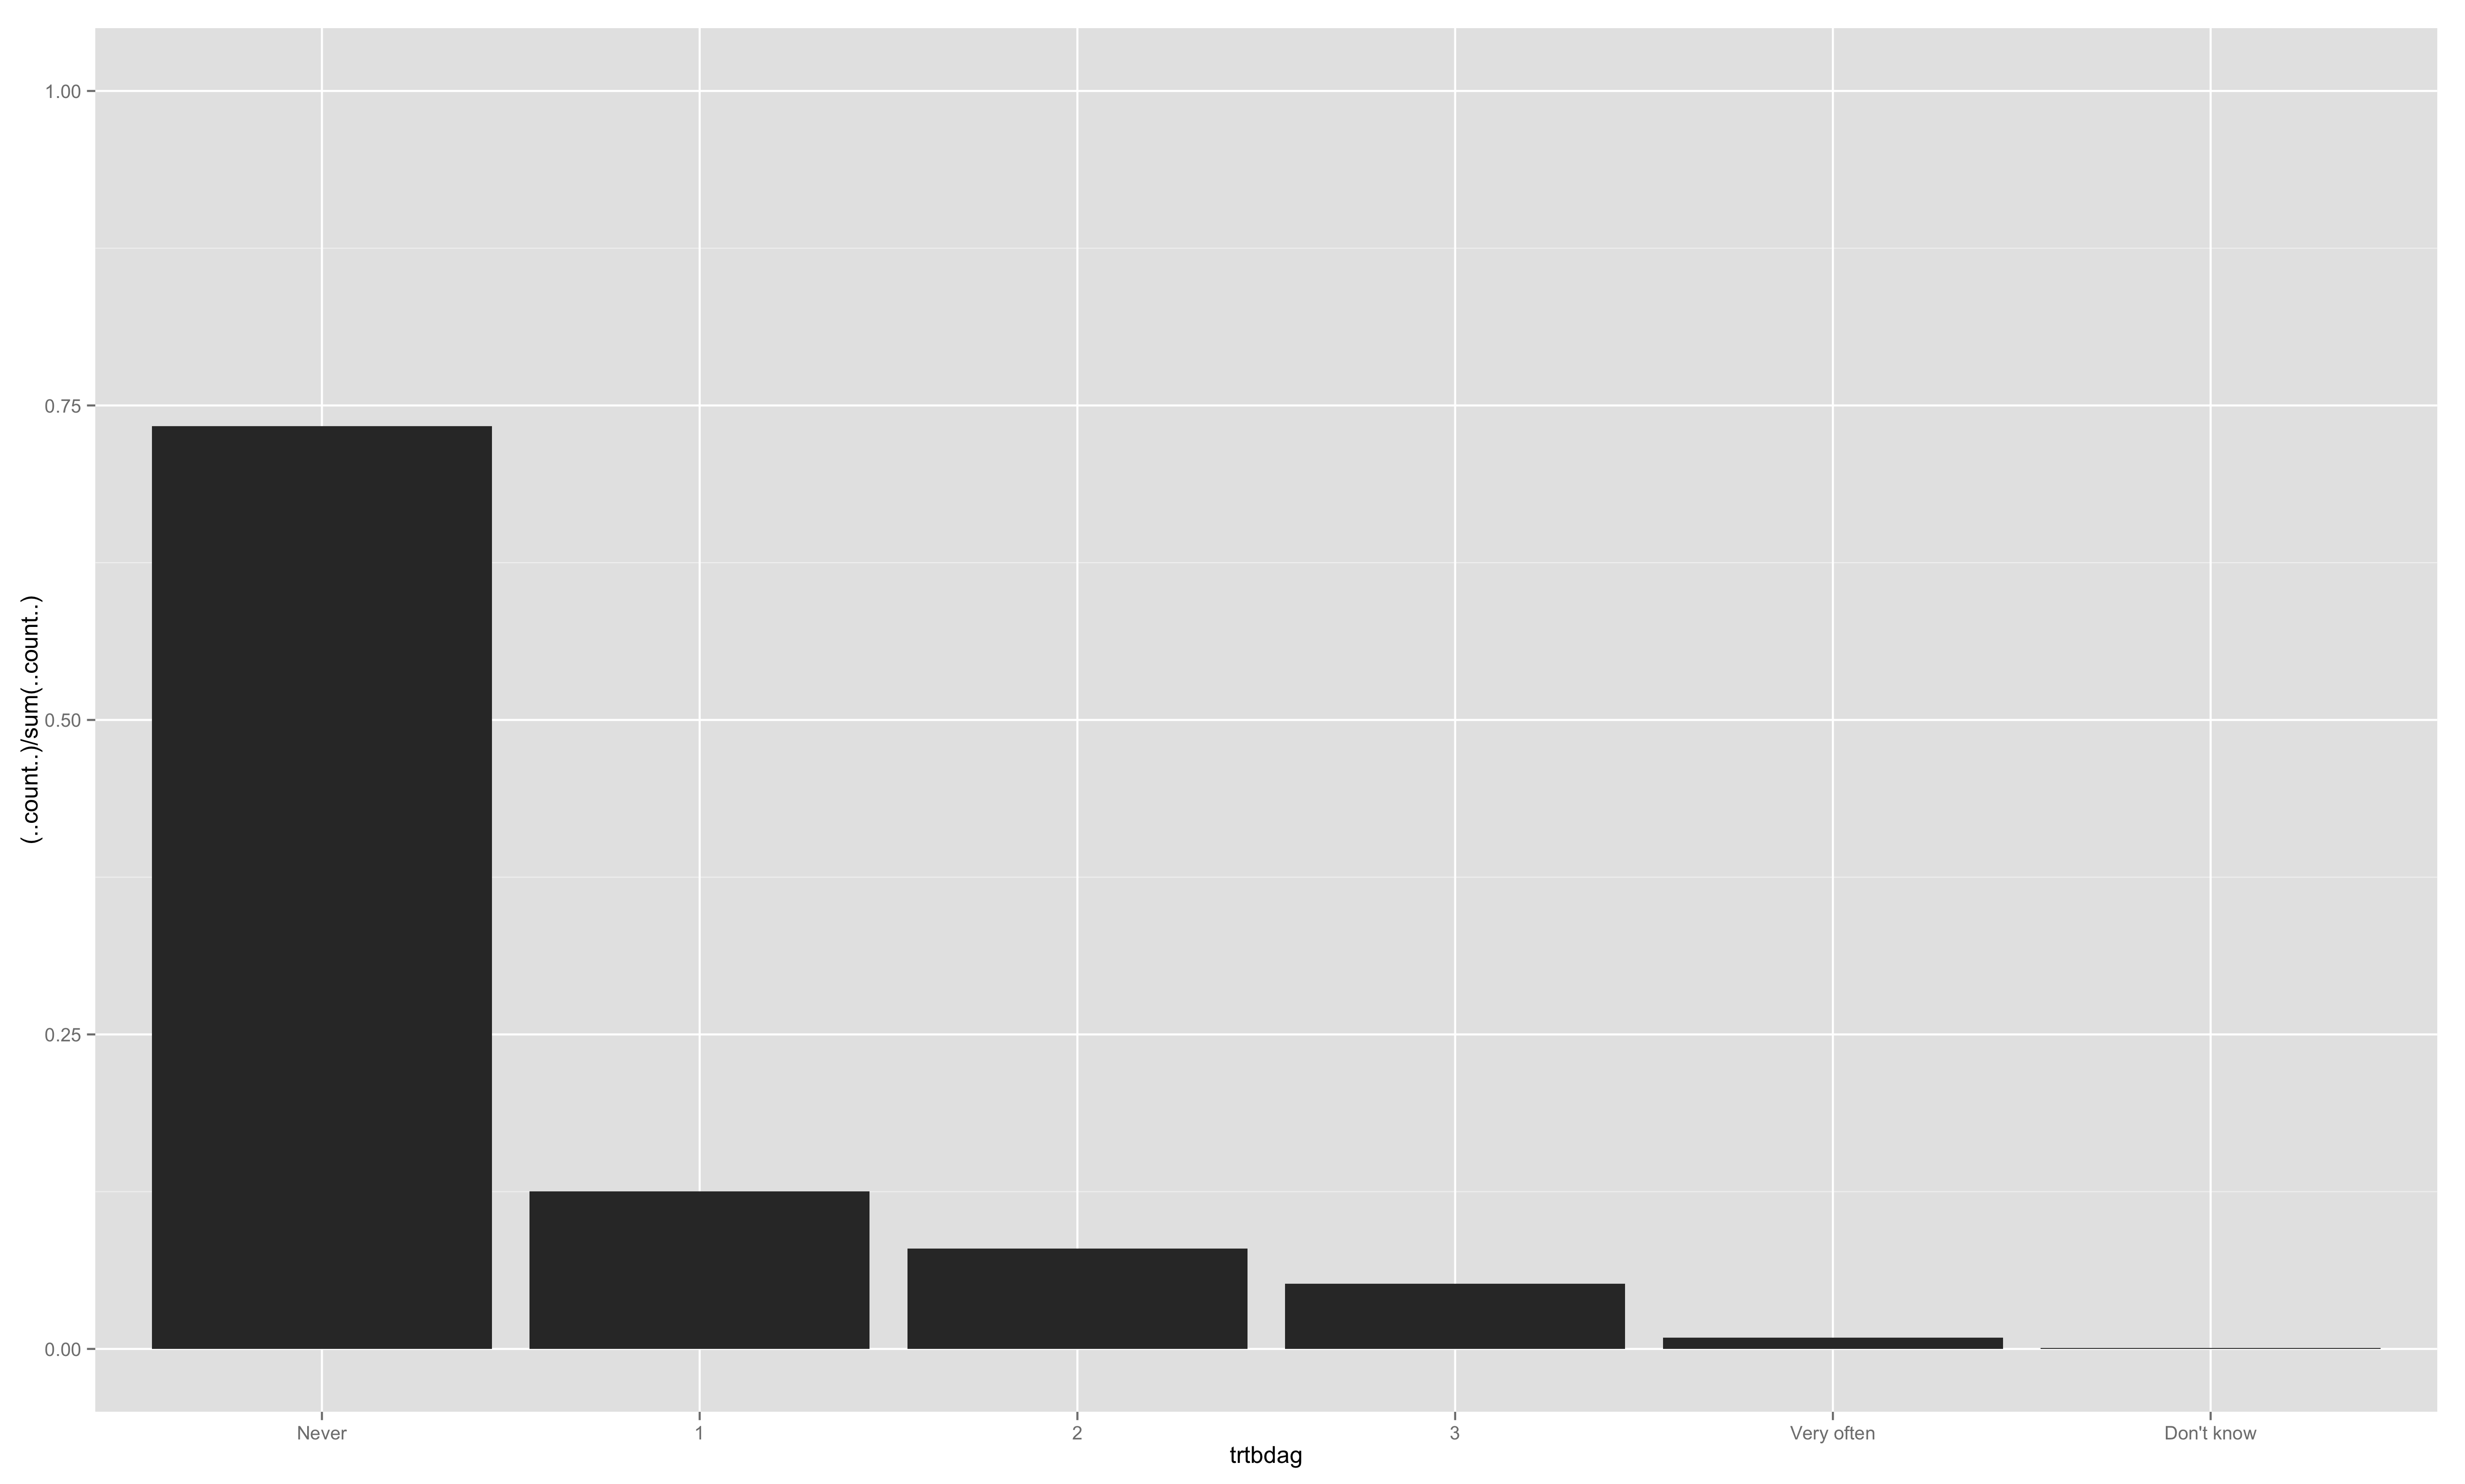 1.00
0.75
0.50
0.25
0.00
(..count..)/sum(..count..)
Never 1 2 3 Very often Don't know
trtbdag